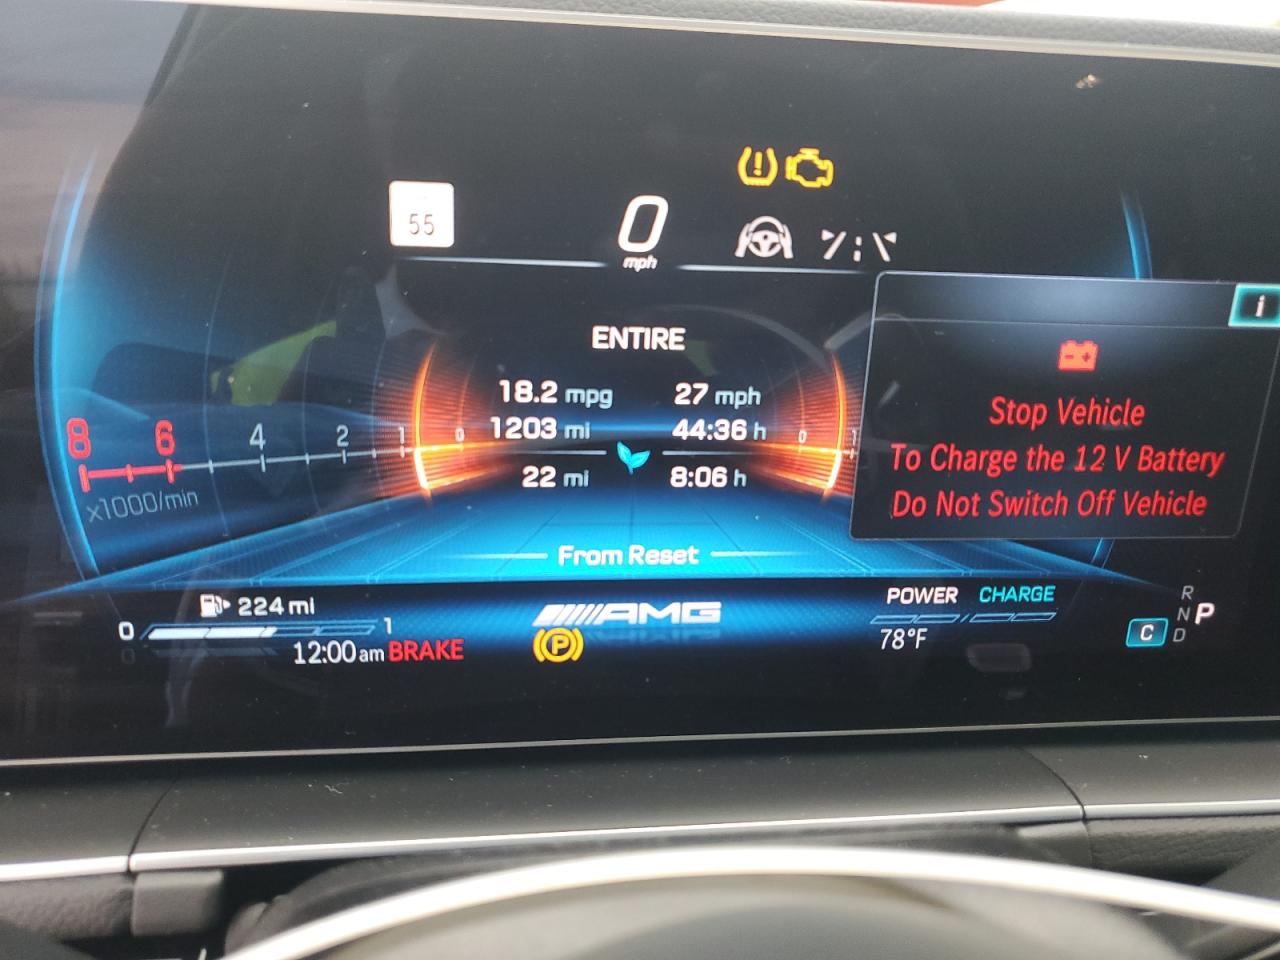 55
0
mph
i
ENTIRE
18.2 mpg 27 mph
1203 mi 44:36 h
22 mi 8:06 h
From Reset
Stop Vehicle
To Charge the 12 V Battery
Do Not Switch Off Vehicle
8 6 4 2 1 0 0 1
x1000/min
224 mi
0 1
12:00 am BRAKE
AMG
P
POWER CHARGE
78°F
R
N P
C D